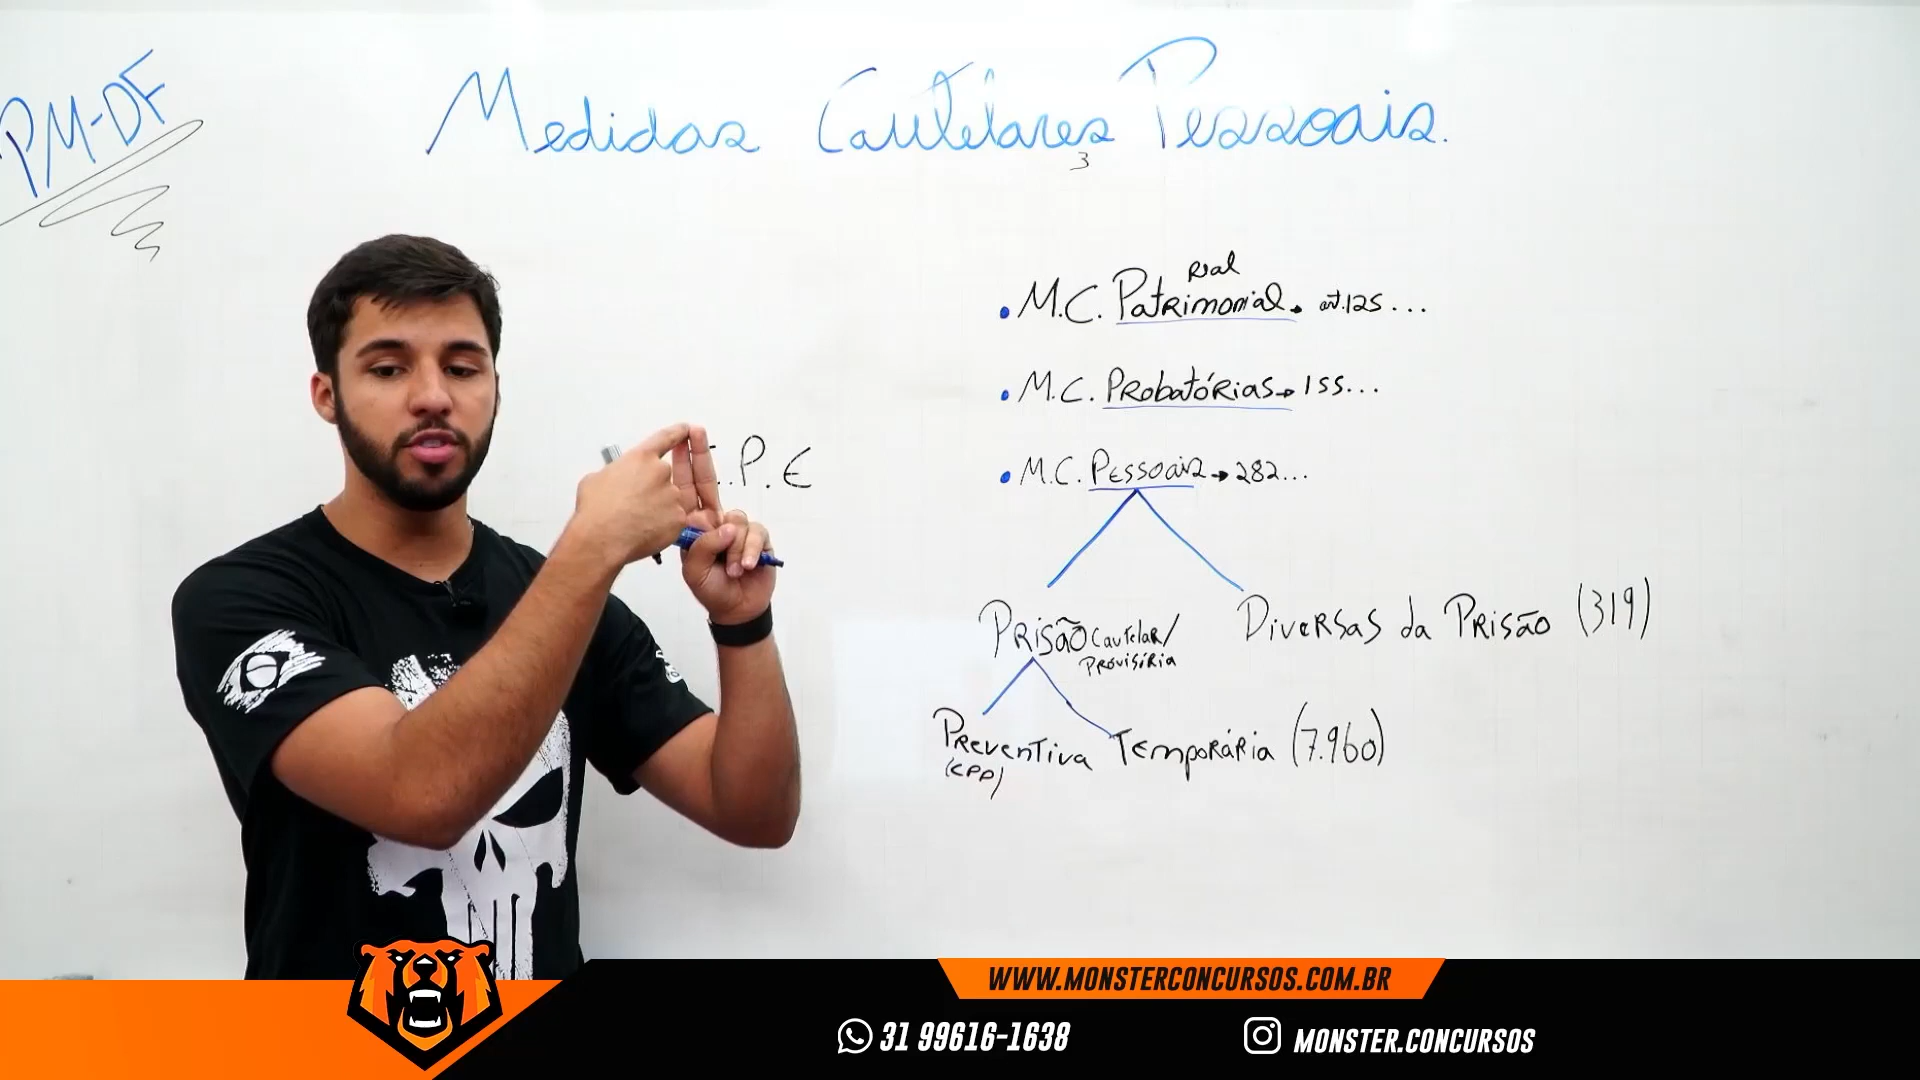 PM-DF
Medidas Cautelares Pessoais.
3
Real
• M.C. Patrimonial → art.125...
• M.C. Probatórias → 155...
• M.C. Pessoais → 282...
.P.E
Prisão Cautelar/
Provisória
Diversas da Prisão (319)
Preventiva
(CPP)
Temporária (7.960)
WWW.MONSTERCONCURSOS.COM.BR
31 99616-1638
MONSTER.CONCURSOS